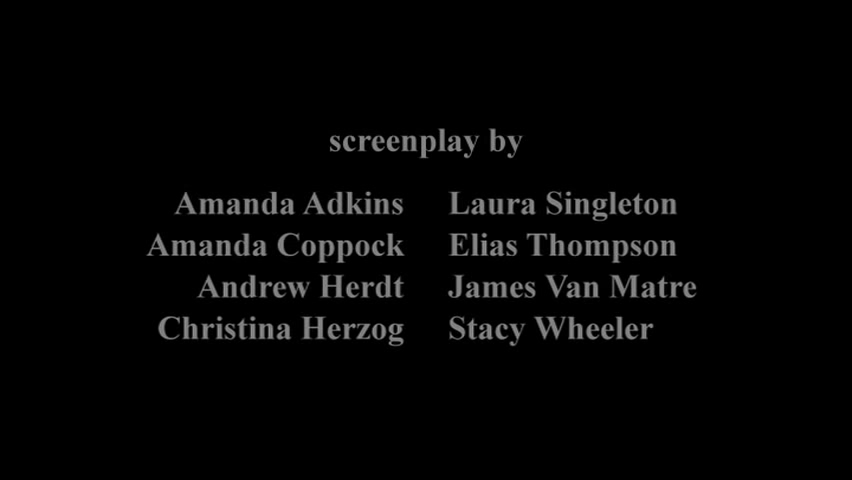 screenplay by
Amanda Adkins Laura Singleton
Amanda Coppock Elias Thompson
Andrew Herdt James Van Matre
Christina Herzog Stacy Wheeler